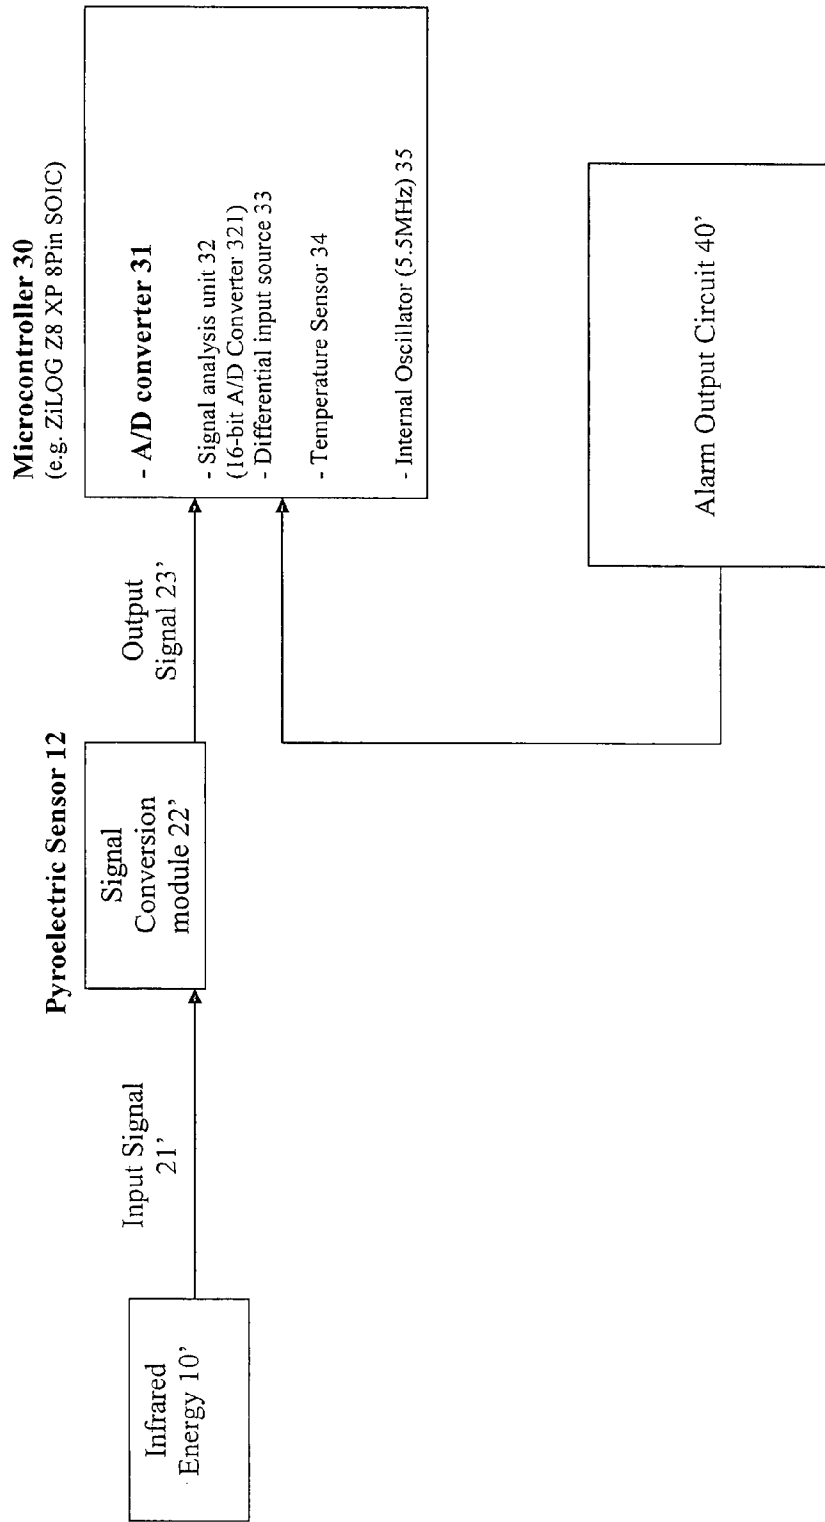 Infrared
Energy 10’
Input Signal
21’
Pyroelectric Sensor 12
Signal
Conversion
module 22’
Output
Signal 23’
Microcontroller 30
(e.g. ZiLOG Z8 XP 8Pin SOIC)
- A/D converter 31
- Signal analysis unit 32
(16-bit A/D Converter 321)
- Differential input source 33
- Temperature Sensor 34
- Internal Oscillator (5.5MHz) 35
Alarm Output Circuit 40’